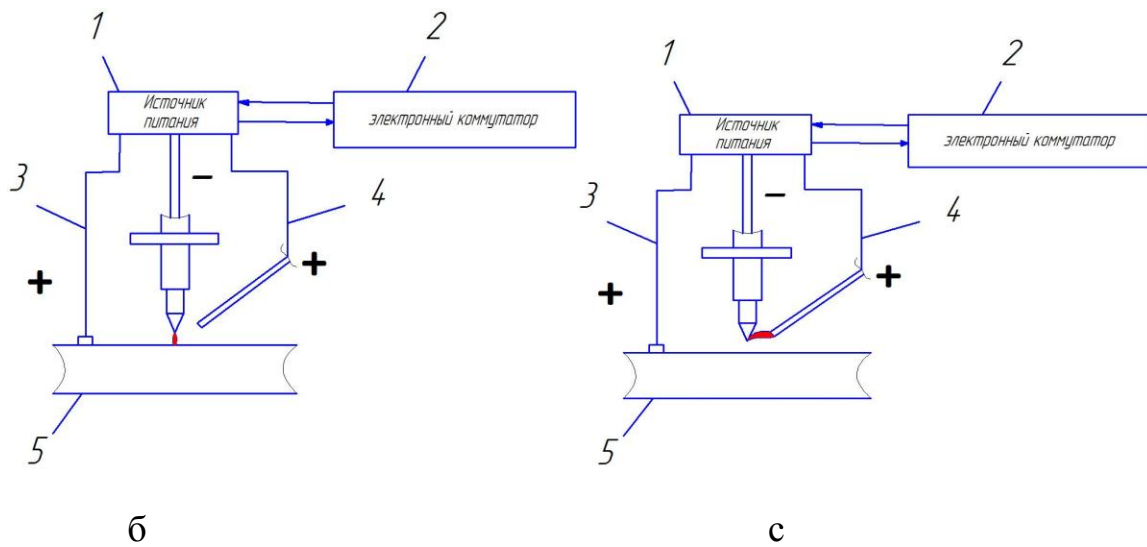 1
2
Источник
питания
электронный коммутатор
3
−
4
+
+
5
б
1
2
Источник
питания
электронный коммутатор
3
−
4
+
+
5
с